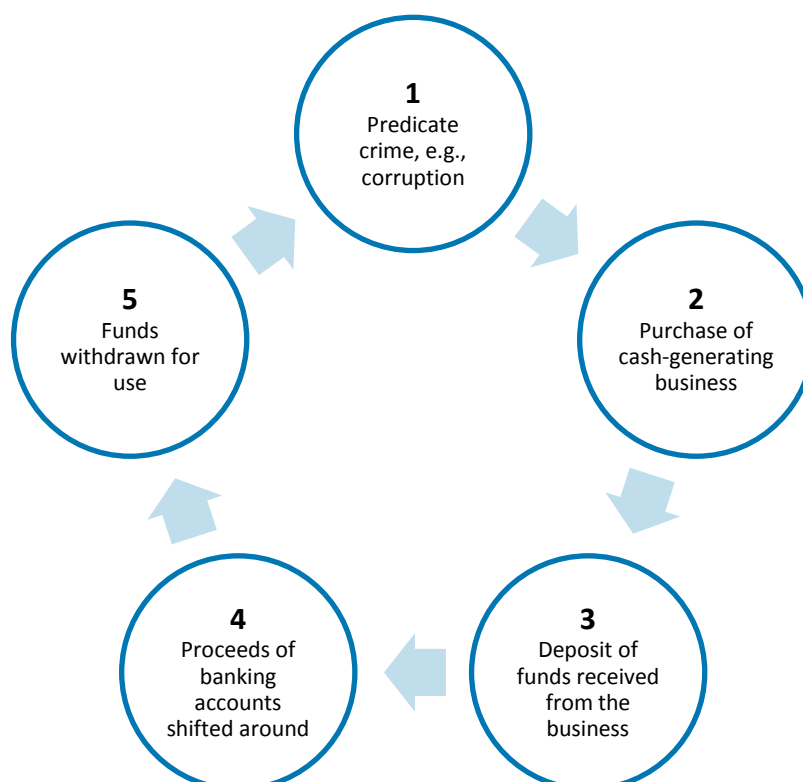 1
Predicate
crime, e.g.,
corruption
2
Purchase of
cash-generating
business
3
Deposit of
funds received
from the
business
4
Proceeds of
banking
accounts
shifted around
5
Funds
withdrawn for
use